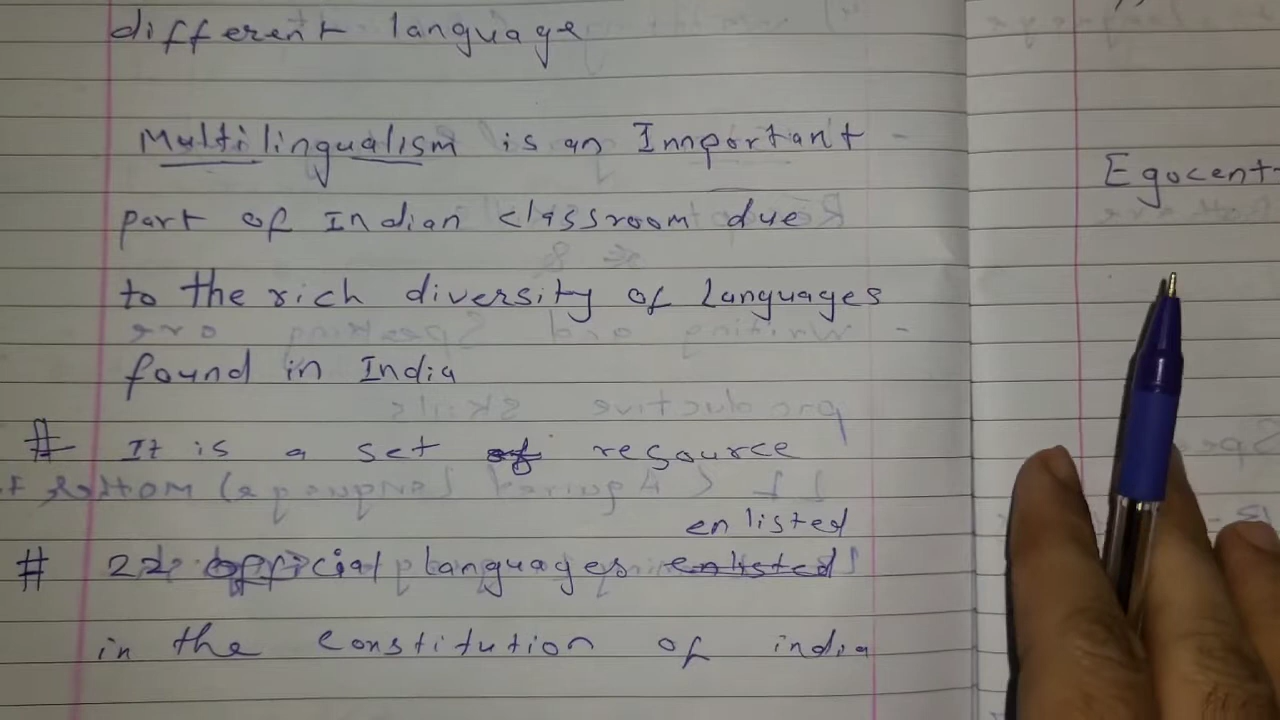 different language
Multilingualism is an Imnportant
part of Indian classroom due
to the rich diversity of Languages
found in India
# It is a set of resource
enlisted
# 22 official languages enlisted
in the constitution of india
Egocent-